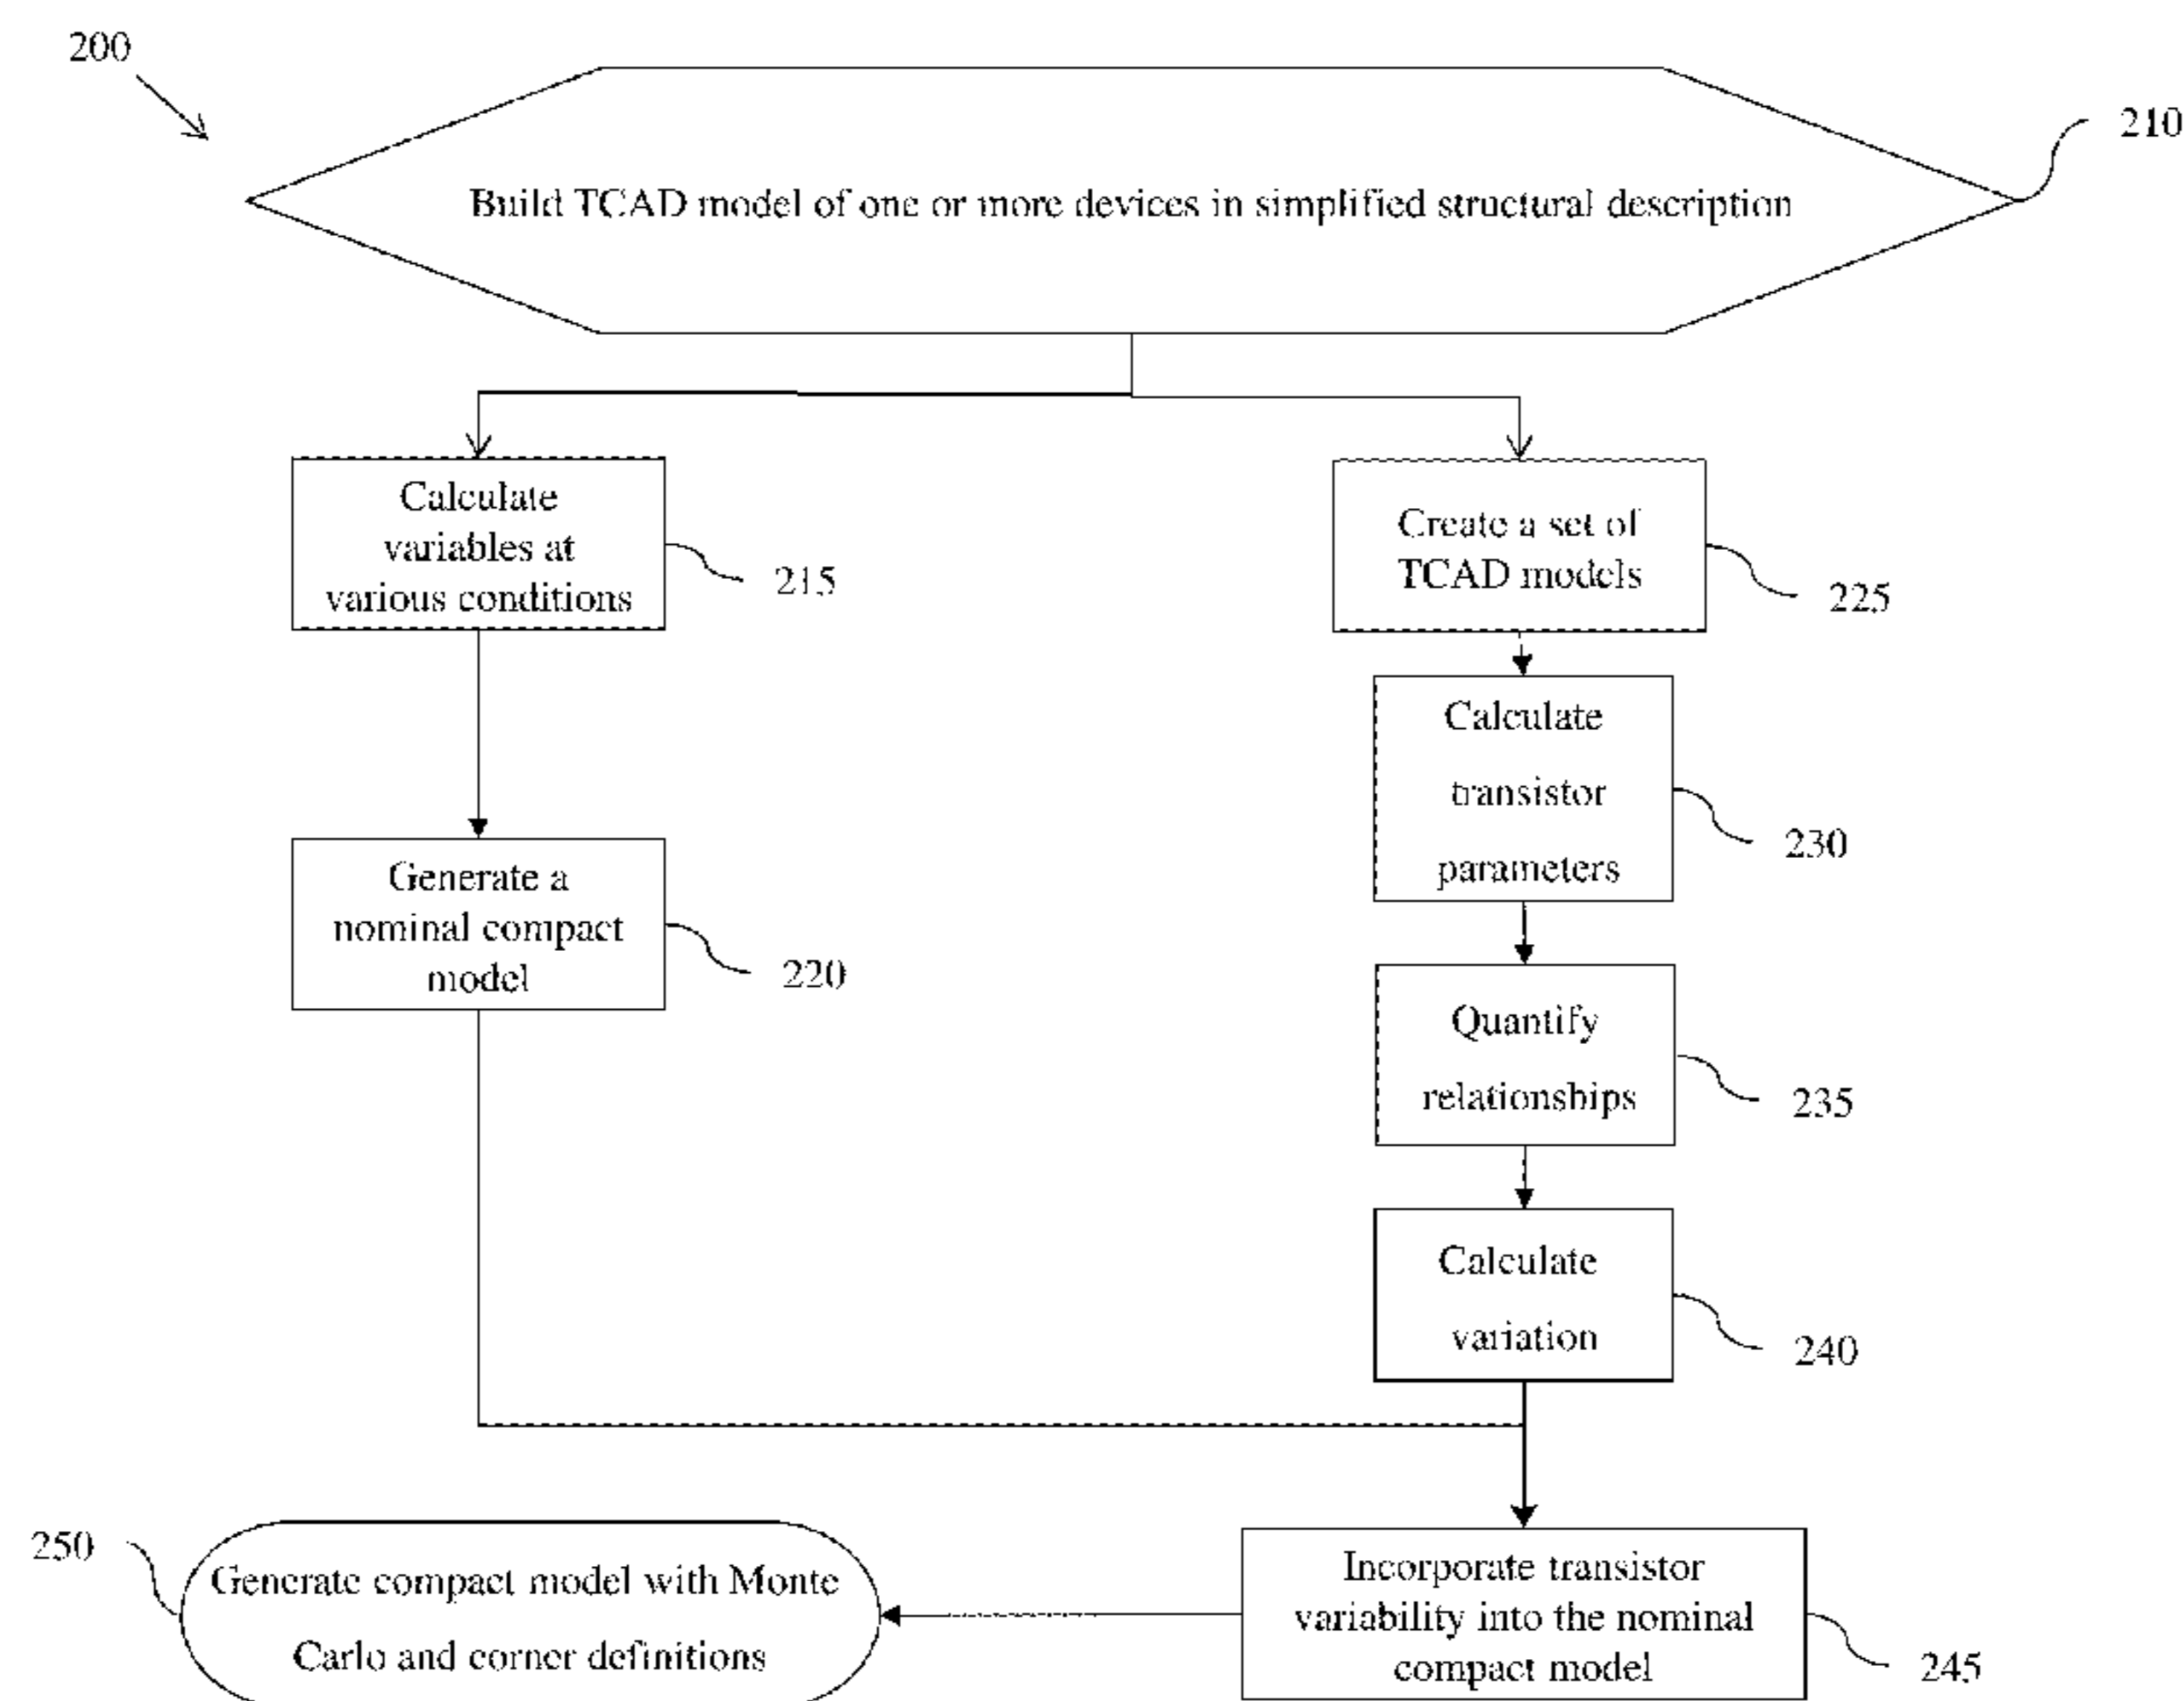 200
210
Build TCAD model of one or more devices in simplified structural description
Calculate
variables at
various conditions
215
Create a set of
TCAD models
225
Calculate
transistor
parameters
230
Generate a
nominal compact
model
220
Quantify
relationships
235
Calculate
variation
240
250
Generate compact model with Monte
Carlo and corner definitions
Incorporate transistor
variability into the nominal
compact model
245